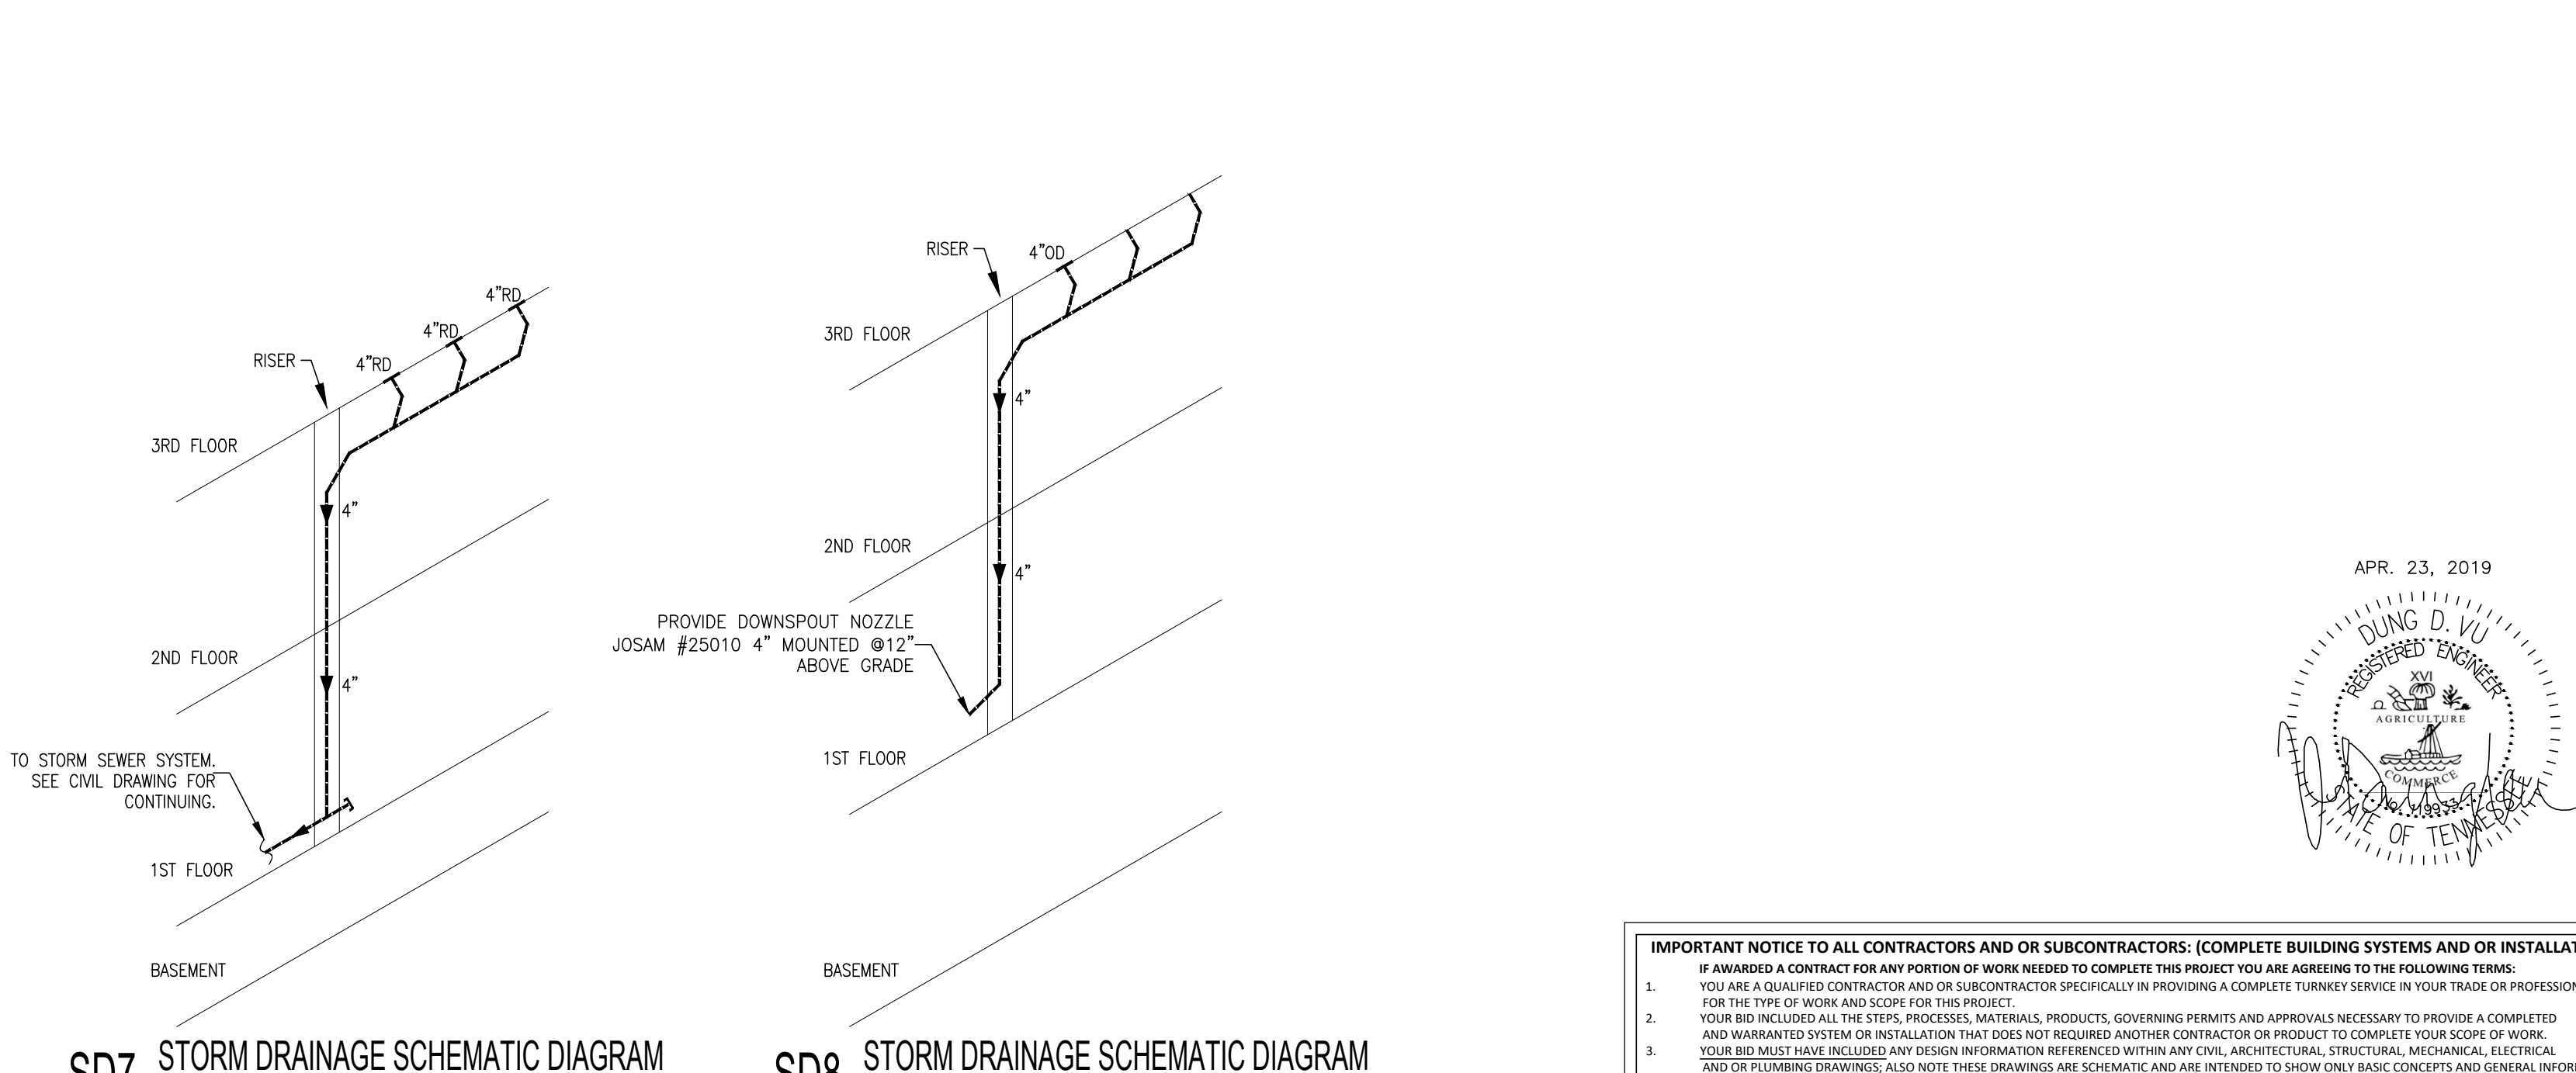 4”RD
4”RD
4”RD
RISER
3RD FLOOR
4”
2ND FLOOR
4”
TO STORM SEWER SYSTEM.
SEE CIVIL DRAWING FOR
CONTINUING.
1ST FLOOR
BASEMENT
SD7 STORM DRAINAGE SCHEMATIC DIAGRAM
RISER
4”OD
3RD FLOOR
4”
2ND FLOOR
4”
PROVIDE DOWNSPOUT NOZZLE
JOSAM #25010 4” MOUNTED @12”
ABOVE GRADE
1ST FLOOR
BASEMENT
SD8 STORM DRAINAGE SCHEMATIC DIAGRAM
APR. 23, 2019
DUNG D. VU
REGISTERED ENGINEER
XVI
AGRICULTURE
COMMERCE
No. 119933
STATE OF TENNESSEE
IMPORTANT NOTICE TO ALL CONTRACTORS AND OR SUBCONTRACTORS: (COMPLETE BUILDING SYSTEMS AND OR INSTALLAT
IF AWARDED A CONTRACT FOR ANY PORTION OF WORK NEEDED TO COMPLETE THIS PROJECT YOU ARE AGREEING TO THE FOLLOWING TERMS:
1. YOU ARE A QUALIFIED CONTRACTOR AND OR SUBCONTRACTOR SPECIFICALLY IN PROVIDING A COMPLETE TURNKEY SERVICE IN YOUR TRADE OR PROFESSION
FOR THE TYPE OF WORK AND SCOPE FOR THIS PROJECT.
2. YOUR BID INCLUDED ALL THE STEPS, PROCESSES, MATERIALS, PRODUCTS, GOVERNING PERMITS AND APPROVALS NECESSARY TO PROVIDE A COMPLETED
AND WARRANTED SYSTEM OR INSTALLATION THAT DOES NOT REQUIRED ANOTHER CONTRACTOR OR PRODUCT TO COMPLETE YOUR SCOPE OF WORK.
3. YOUR BID MUST HAVE INCLUDED ANY DESIGN INFORMATION REFERENCED WITHIN ANY CIVIL, ARCHITECTURAL, STRUCTURAL, MECHANICAL, ELECTRICAL
AND OR PLUMBING DRAWINGS; ALSO NOTE THESE DRAWINGS ARE SCHEMATIC AND ARE INTENDED TO SHOW ONLY BASIC CONCEPTS AND GENERAL INFOR